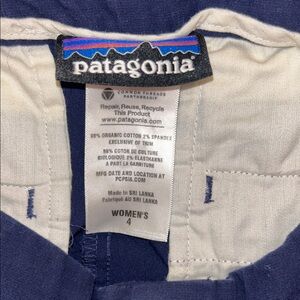 patagonia
COMMON THREADS
PARTNERSHIP
Repair, Reuse, Recycle
This Product
www.patagonia.com
98% ORGANIC COTTON 2% SPANDEX
EXCLUSIVE OF TRIM
98% COTON DE CULTURE
BIOLOGIQUE 2% ÉLASTHANNE
À PART LA GARNITURE
MFG DATE AND LOCATION AT
PCPSIA.COM
Made in SRI LANKA
Fabriqué AU SRI LANKA
WOMEN'S
4